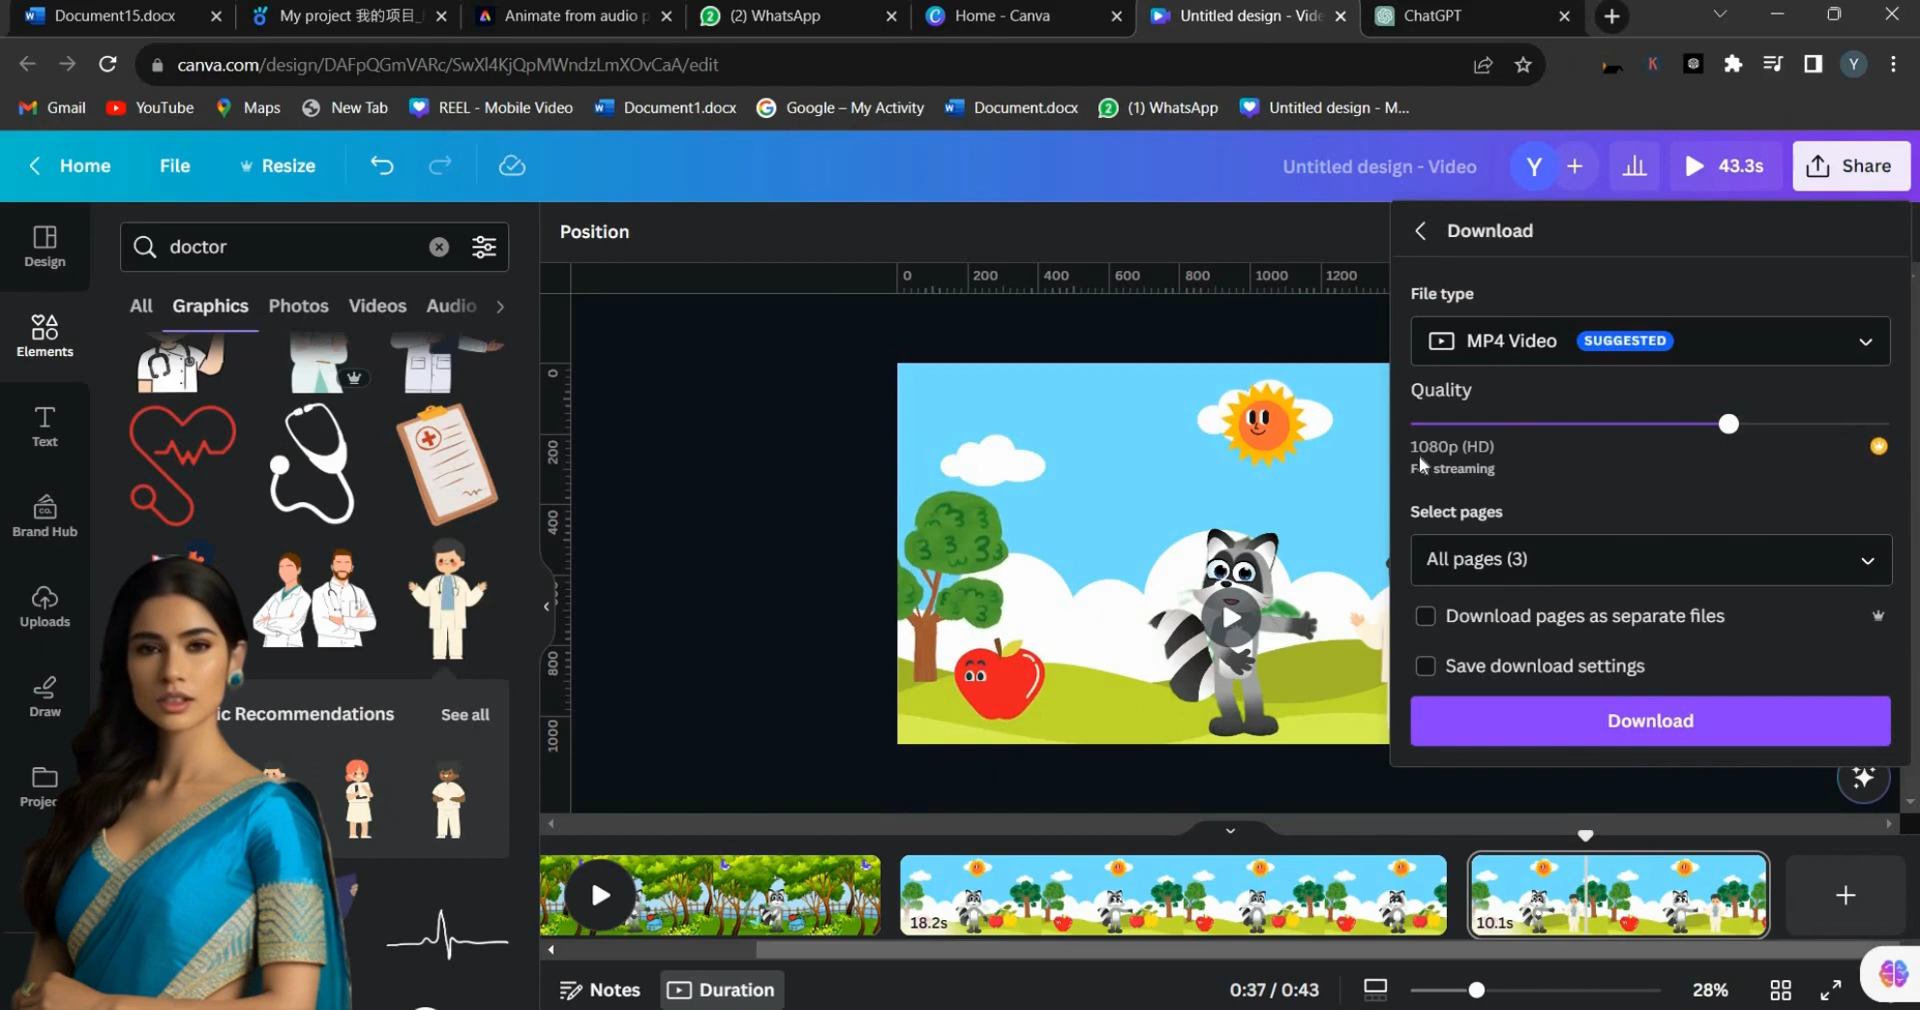 Document15.docx
My project 我的项目_
Animate from audio p
(2) WhatsApp
Home - Canva
Untitled design - Vide
ChatGPT
canva.com/design/DAFpQGmVARc/SwXl4KjQpMWndzLmXOvCaA/edit
K
Y
Gmail
YouTube
Maps
New Tab
REEL - Mobile Video
Document1.docx
Google – My Activity
Document.docx
(1) WhatsApp
Untitled design - M...
Home
File
Resize
Untitled design - Video
Y
43.3s
Share
Design
Elements
Text
Brand Hub
Uploads
Draw
Projec
doctor
All
Graphics
Photos
Videos
Audio
ic Recommendations
See all
Position
0
200
400
600
800
1000
1200
0
200
400
600
800
1000
Download
File type
MP4 Video
SUGGESTED
Quality
1080p (HD)
streaming
Select pages
All pages (3)
Download pages as separate files
Save download settings
Download
18.2s
10.1s
Notes
Duration
0:37 / 0:43
28%